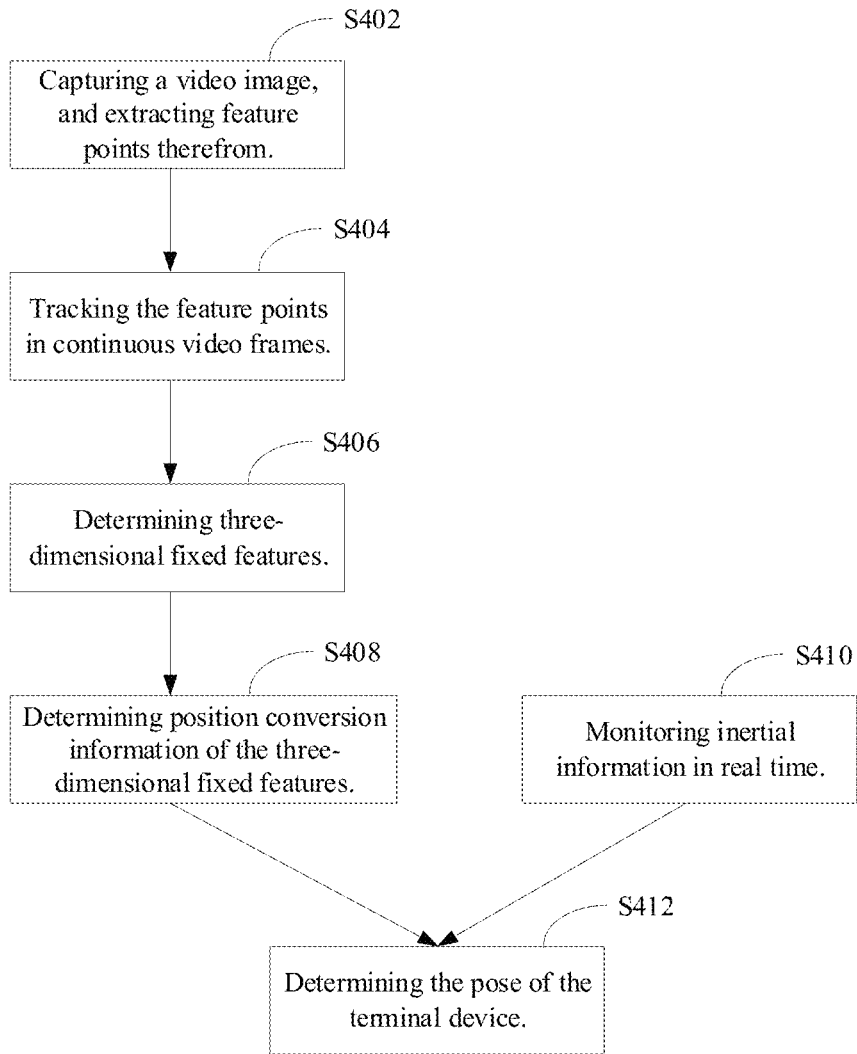 S402
Capturing a video image,
and extracting feature
points therefrom.
S404
Tracking the feature points
in continuous video frames.
S406
Determining three-
dimensional fixed features.
S408
Determining position conversion
information of the three-
dimensional fixed features.
S410
Monitoring inertial
information in real time.
S412
Determining the pose of the
terminal device.